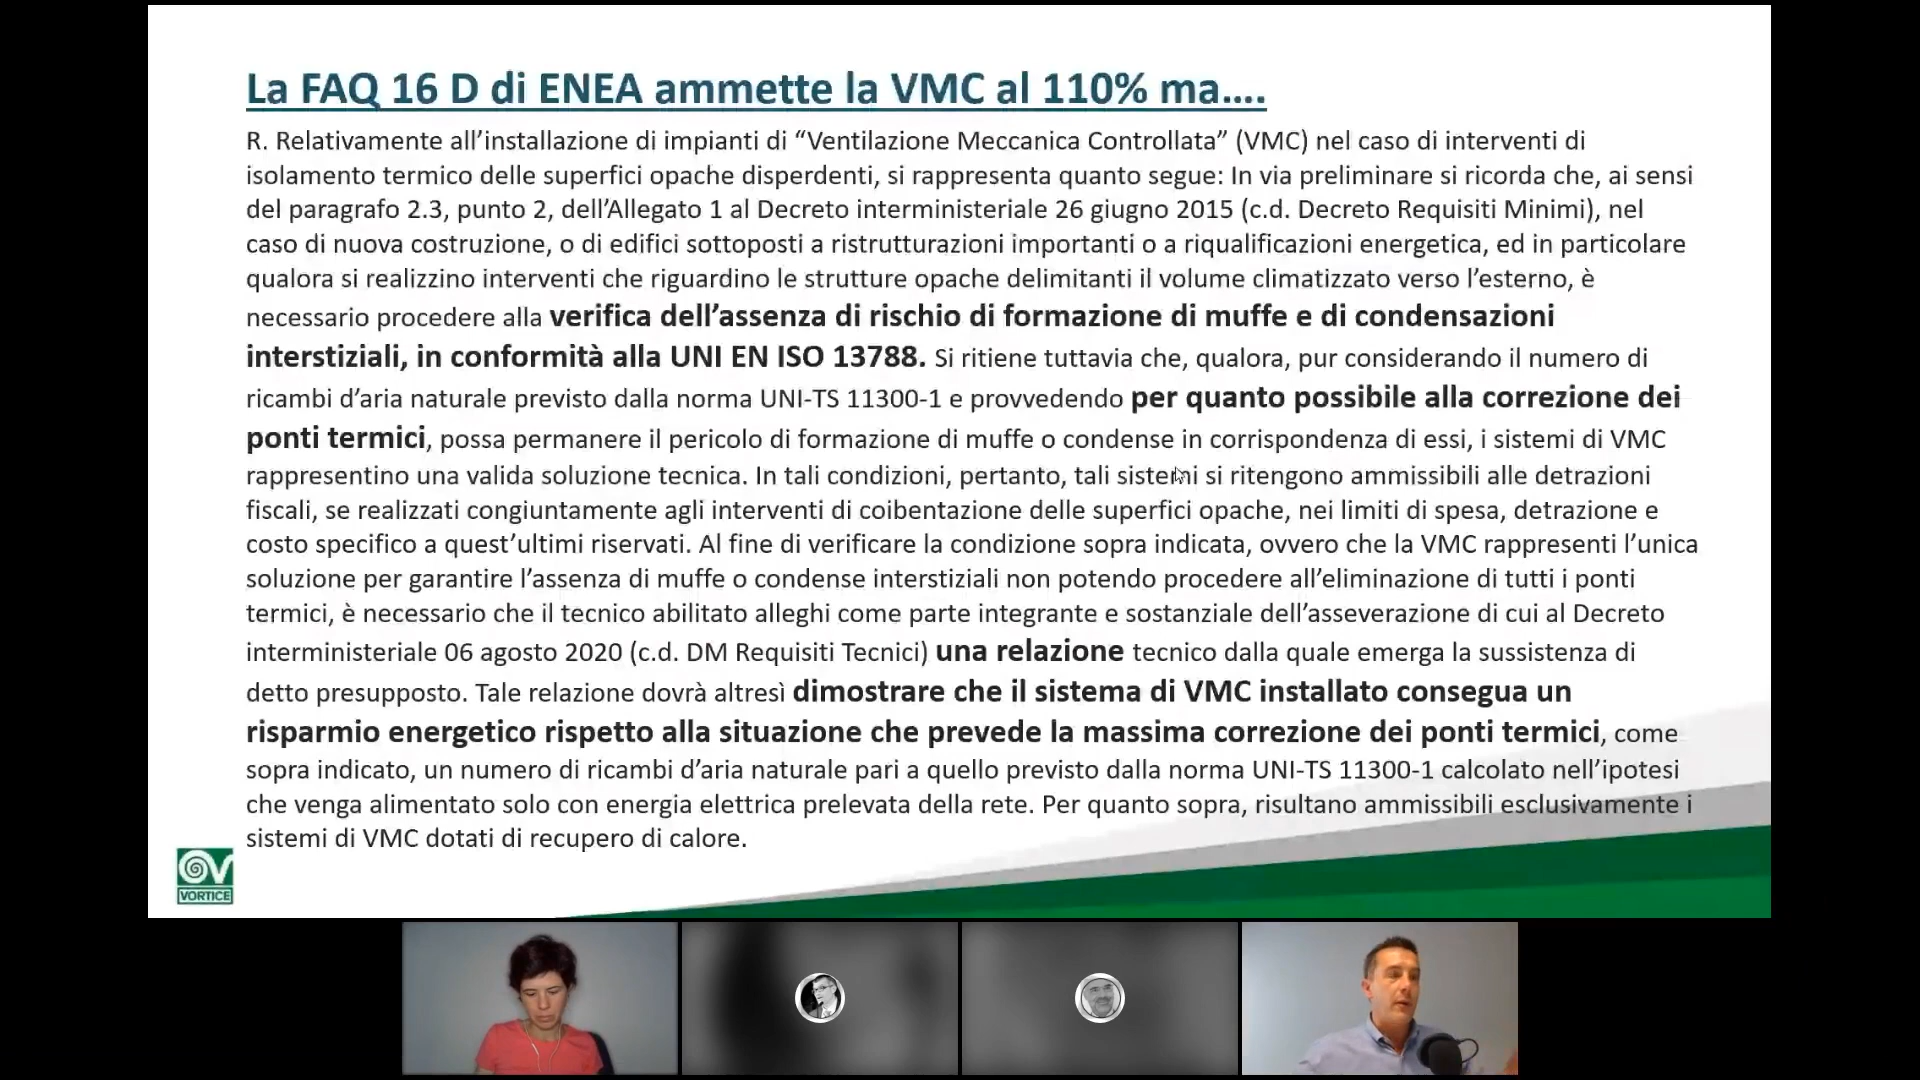 La FAQ 16 D di ENEA ammette la VMC al 110% ma....
R. Relativamente all’installazione di impianti di “Ventilazione Meccanica Controllata” (VMC) nel caso di interventi di
isolamento termico delle superfici opache disperdenti, si rappresenta quanto segue: In via preliminare si ricorda che, ai sensi
del paragrafo 2.3, punto 2, dell’Allegato 1 al Decreto interministeriale 26 giugno 2015 (c.d. Decreto Requisiti Minimi), nel
caso di nuova costruzione, o di edifici sottoposti a ristrutturazioni importanti o a riqualificazioni energetica, ed in particolare
qualora si realizzino interventi che riguardino le strutture opache delimitanti il volume climatizzato verso l’esterno, è
necessario procedere alla verifica dell’assenza di rischio di formazione di muffe e di condensazioni
interstiziali, in conformità alla UNI EN ISO 13788. Si ritiene tuttavia che, qualora, pur considerando il numero di
ricambi d’aria naturale previsto dalla norma UNI-TS 11300-1 e provvedendo per quanto possibile alla correzione dei
ponti termici, possa permanere il pericolo di formazione di muffe o condense in corrispondenza di essi, i sistemi di VMC
rappresentino una valida soluzione tecnica. In tali condizioni, pertanto, tali sistemi si ritengono ammissibili alle detrazioni
fiscali, se realizzati congiuntamente agli interventi di coibentazione delle superfici opache, nei limiti di spesa, detrazione e
costo specifico a quest’ultimi riservati. Al fine di verificare la condizione sopra indicata, ovvero che la VMC rappresenti l’unica
soluzione per garantire l’assenza di muffe o condense interstiziali non potendo procedere all’eliminazione di tutti i ponti
termici, è necessario che il tecnico abilitato alleghi come parte integrante e sostanziale dell’asseverazione di cui al Decreto
interministeriale 06 agosto 2020 (c.d. DM Requisiti Tecnici) una relazione tecnico dalla quale emerga la sussistenza di
detto presupposto. Tale relazione dovrà altresì dimostrare che il sistema di VMC installato consegua un
risparmio energetico rispetto alla situazione che prevede la massima correzione dei ponti termici, come
sopra indicato, un numero di ricambi d’aria naturale pari a quello previsto dalla norma UNI-TS 11300-1 calcolato nell’ipotesi
che venga alimentato solo con energia elettrica prelevata della rete. Per quanto sopra, risultano ammissibili esclusivamente i
sistemi di VMC dotati di recupero di calore.
VORTICE